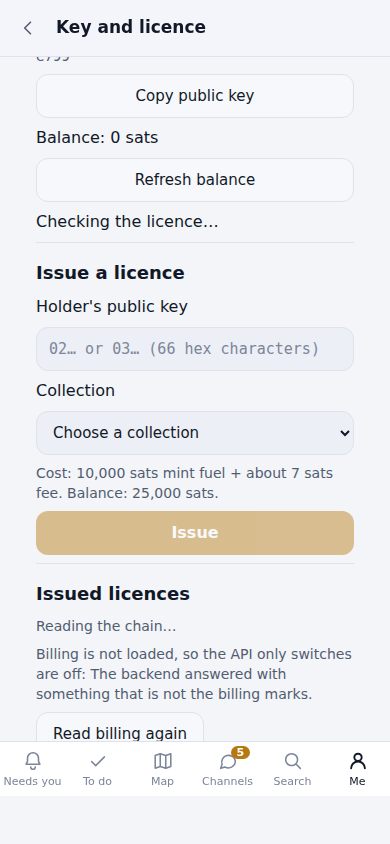 Key and licence
Copy public key
Balance: 0 sats
Refresh balance
Checking the licence…
Issue a licence
Holder's public key
02… or 03… (66 hex characters)
Collection
Choose a collection
Cost: 10,000 sats mint fuel + about 7 sats
fee. Balance: 25,000 sats.
Issue
Issued licences
Reading the chain…
Billing is not loaded, so the API only switches
are off: The backend answered with
something that is not the billing marks.
Read billing again
5
Needs you
To do
Map
Channels
Search
Me